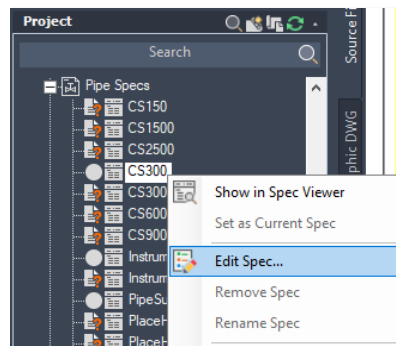 Project
Search
Pipe Specs
CS150
CS1500
CS2500
CS300
CS300
CS600
CS900
Instrum
Instrum
PipeSu
PlaceH
PlaceH
Show in Spec Viewer
Set as Current Spec
Edit Spec...
Remove Spec
Rename Spec
Source F
phic DWG